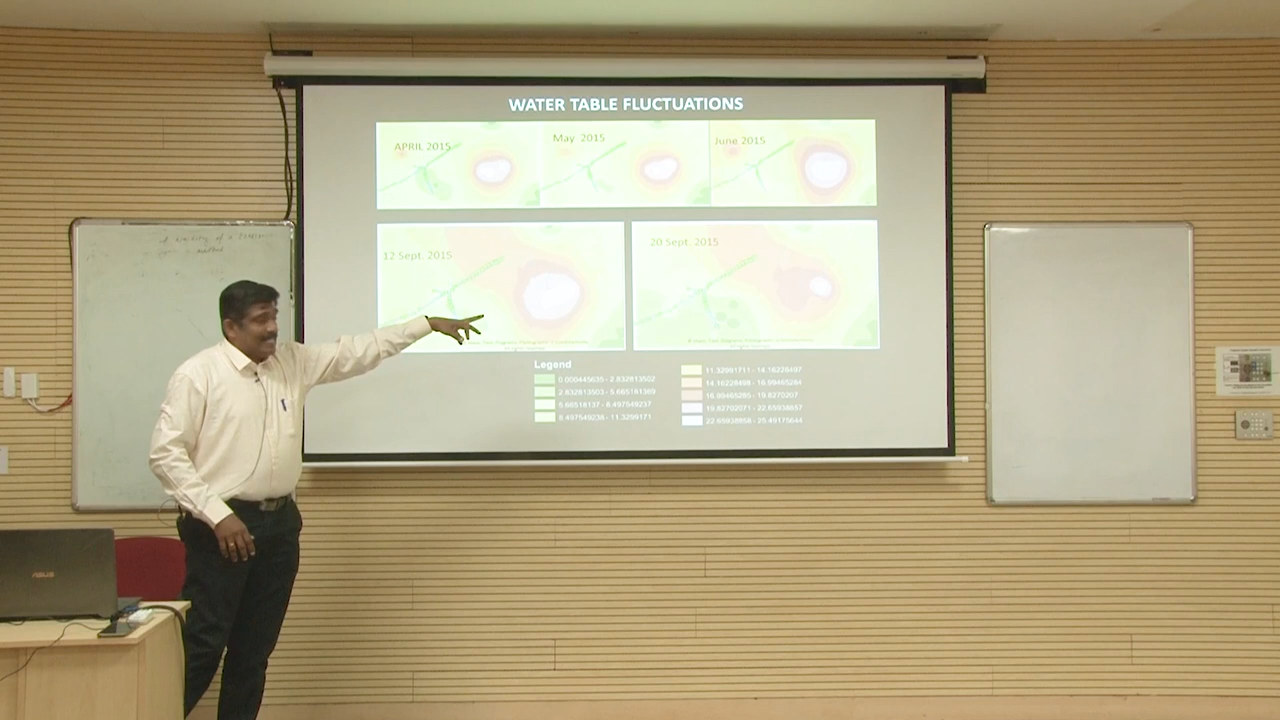 WATER TABLE FLUCTUATIONS
APRIL 2015
May 2015
June 2015
12 Sept. 2015
20 Sept. 2015
Legend
0.000445635 - 2.832813502
2.832813503 - 5.665181369
5.66518137 - 8.497549237
8.497549238 - 11.3299171
11.32991711 - 14.16228497
14.16228498 - 16.99465284
16.99465285 - 19.8270207
19.82702071 - 22.65938857
22.65938858 - 25.49175644
ASUS